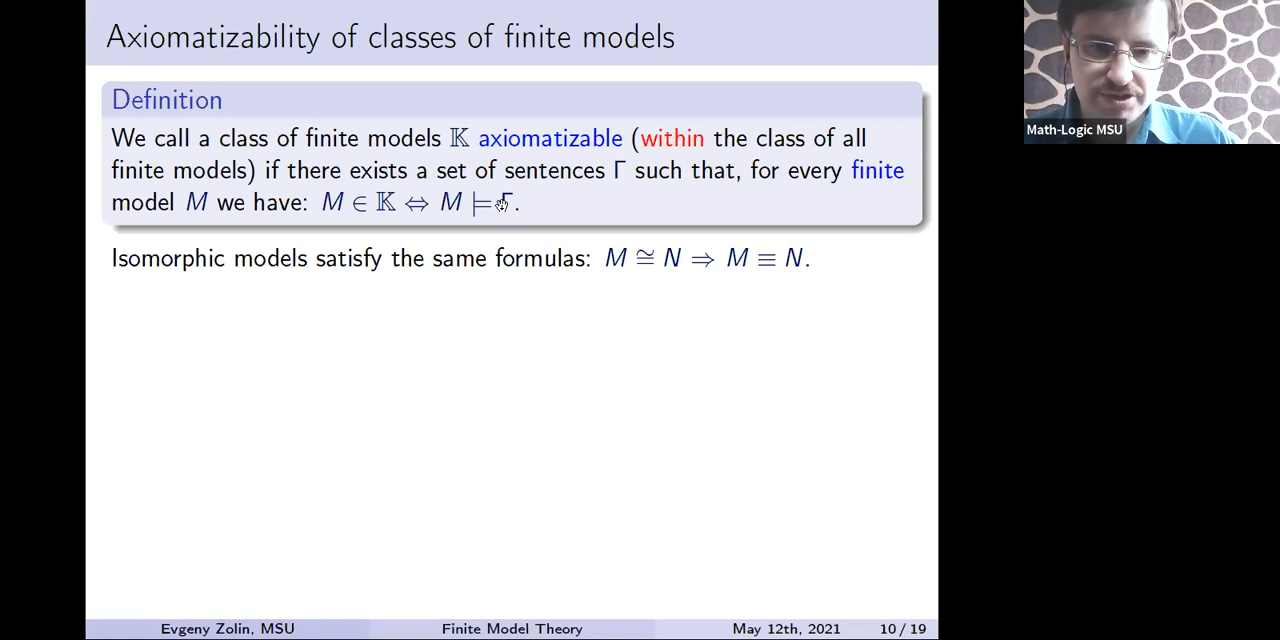 Axiomatizability of classes of finite models
Definition
We call a class of finite models 𝕂 axiomatizable (within the class of all
finite models) if there exists a set of sentences Γ such that, for every finite
model M we have: M ∈ 𝕂 ⇔ M ⊨ Γ.
Isomorphic models satisfy the same formulas: M ≅ N ⇒ M ≡ N.
Evgeny Zolin, MSU
Finite Model Theory
May 12th, 2021
10 / 19
Math-Logic MSU